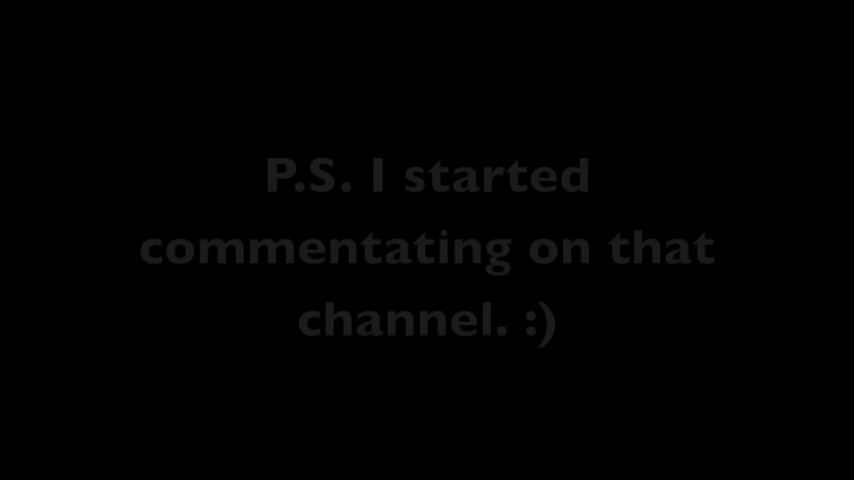 P.S. I started
commentating on that
channel. :)